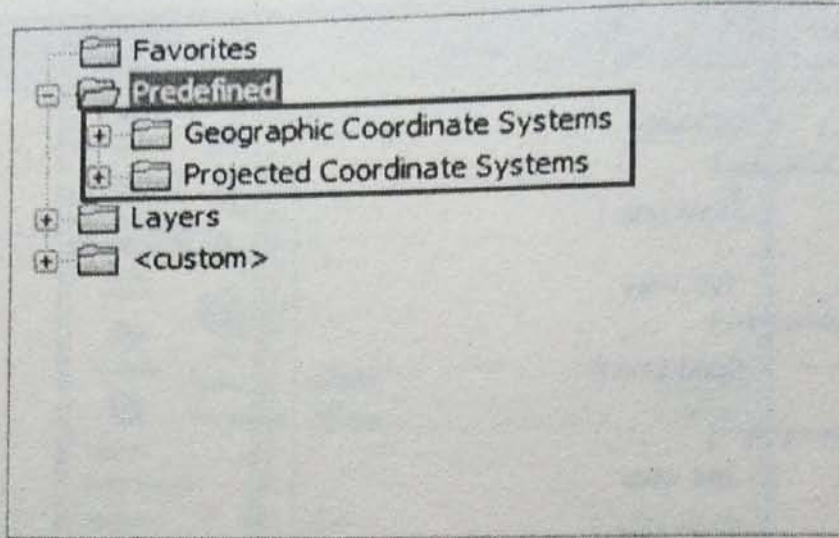 Favorites
Predefined
Geographic Coordinate Systems
Projected Coordinate Systems
Layers
<custom>